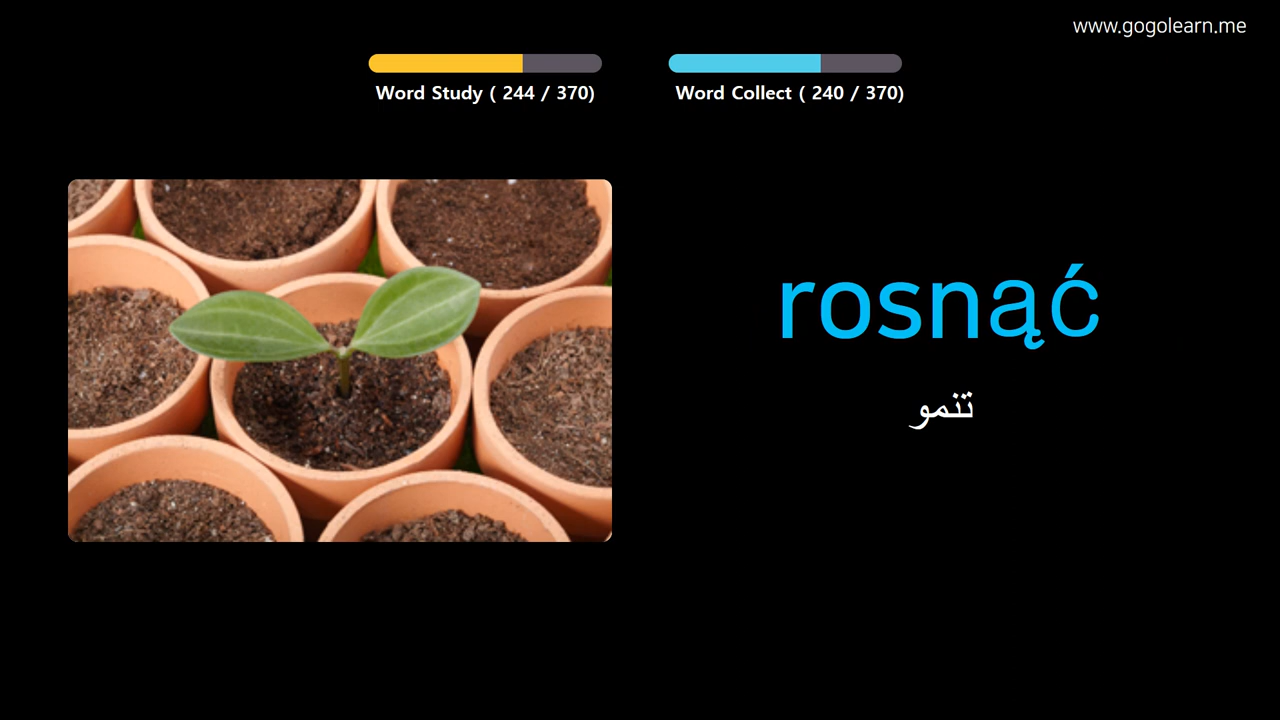 www.gogolearn.me
Word Study ( 244 / 370)
Word Collect ( 240 / 370)
rosnąć
تنمو